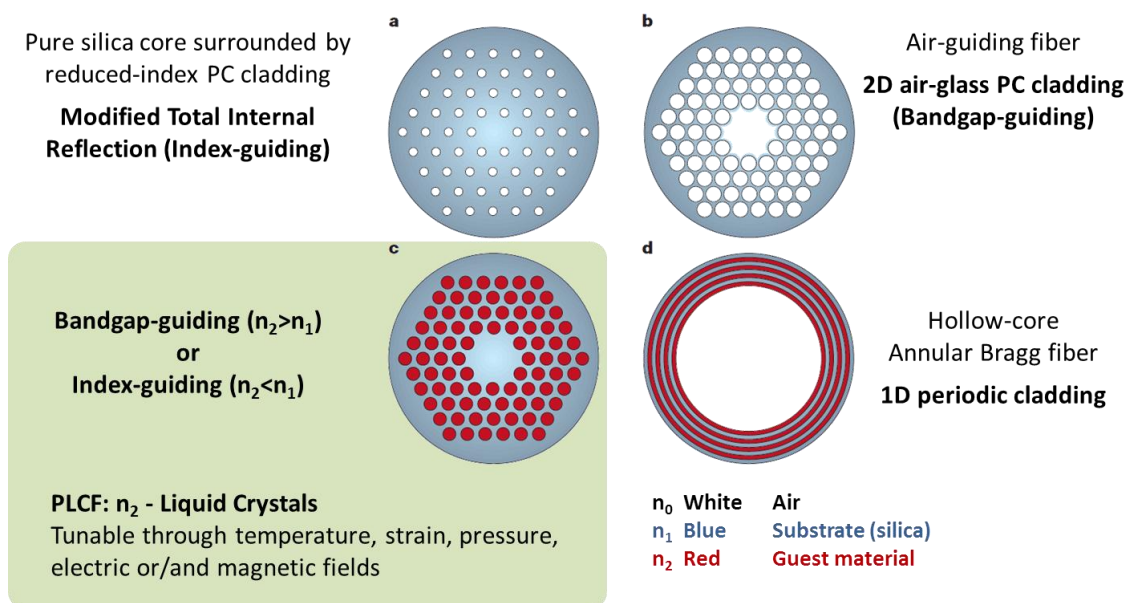 Pure silica core surrounded by
reduced-index PC cladding
Modified Total Internal
Reflection (Index-guiding)
a
b
Air-guiding fiber
2D air-glass PC cladding
(Bandgap-guiding)
c
Bandgap-guiding (n₂>n₁)
or
Index-guiding (n₂<n₁)
PLCF: n₂ - Liquid Crystals
Tunable through temperature, strain, pressure,
electric or/and magnetic fields
d
Hollow-core
Annular Bragg fiber
1D periodic cladding
n₀ White Air
n₁ Blue Substrate (silica)
n₂ Red Guest material